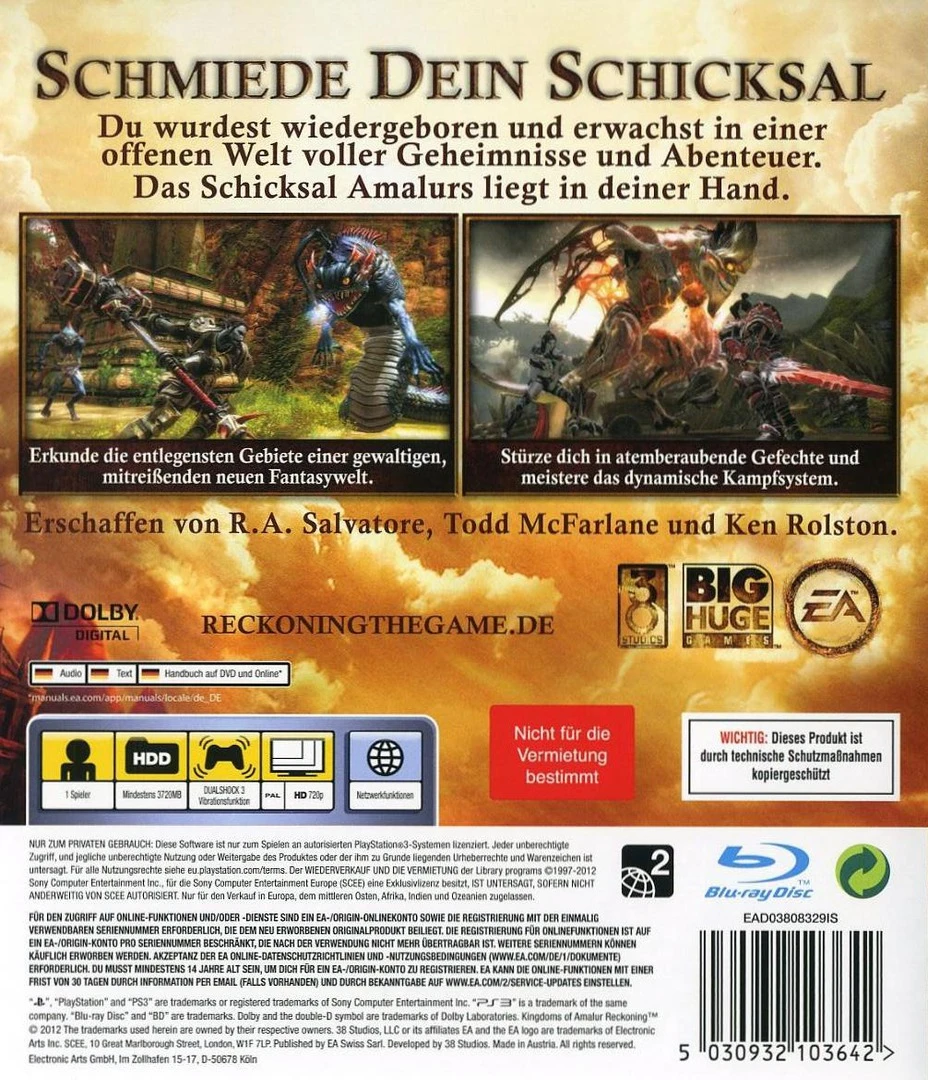 SCHMIEDE DEIN SCHICKSAL
Du wurdest wiedergeboren und erwachst in einer
offenen Welt voller Geheimnisse und Abenteuer.
Das Schicksal Amalurs liegt in deiner Hand.
Erkunde die entlegensten Gebiete einer gewaltigen,
mitreißenden neuen Fantasywelt.
Stürze dich in atemberaubende Gefechte und
meistere das dynamische Kampfsystem.
Erschaffen von R.A. Salvatore, Todd McFarlane und Ken Rolston.
DOLBY
DIGITAL
RECKONINGTHEGAME.DE
38
STUDIOS
BIG
HUGE
GAMES
EA
Audio
Text
Handbuch auf DVD und Online*
*manuals.ea.com/app/manuals/locale/de_DE
HDD
1 Spieler
Mindestens 3720MB
DUALSHOCK 3
Vibrationsfunktion
PAL HD 720p
Netzwerkfunktionen
Nicht für die
Vermietung
bestimmt
WICHTIG: Dieses Produkt ist
durch technische Schutzmaßnahmen
kopiergeschützt
NUR ZUM PRIVATEN GEBRAUCH: Diese Software ist nur zum Spielen an autorisierten PlayStation®3-Systemen lizenziert. Jeder unberechtigte
Zugriff, und jegliche unberechtigte Nutzung oder Weitergabe des Produktes oder der ihm zu Grunde liegenden Urheberrechte und Warenzeichen ist
untersagt. Für alle Nutzungsrechte siehe eu.playstation.com/terms. Der WIEDERVERKAUF UND DIE VERMIETUNG der Library programs ©1997-2012
Sony Computer Entertainment Inc., für die Sony Computer Entertainment Europe (SCEE) eine Exklusivlizenz besitzt, IST UNTERSAGT, SOFERN NICHT
ANDERWEITIG VON SCEE AUTORISIERT. Nur für den Verkauf in Europa, dem mittleren Osten, Afrika, Indien und Ozeanien zugelassen.
2
Blu-ray Disc™
EAD03808329IS
FÜR DEN ZUGRIFF AUF ONLINE-FUNKTIONEN UND/ODER -DIENSTE SIND EIN EA-/ORIGIN-ONLINEKONTO SOWIE DIE REGISTRIERUNG MIT DER EINMALIG
VERWENDBAREN SERIENNUMMER ERFORDERLICH, DIE DEM NEU ERWORBENEN ORIGINALPRODUKT BEILIEGT. DIE REGISTRIERUNG FÜR ONLINEFUNKTIONEN IST AUF
EIN EA-/ORIGIN-KONTO PRO SERIENNUMMER BESCHRÄNKT, DIE NACH DER VERWENDUNG NICHT MEHR ÜBERTRAGBAR IST. WEITERE SERIENNUMMERN KÖNNEN
KÄUFLICH ERWORBEN WERDEN. AKZEPTANZ DER EA ONLINE-DATENSCHUTZRICHTLINIEN UND -NUTZUNGSBEDINGUNGEN (WWW.EA.COM/DE/1/DOKUMENTE)
ERFORDERLICH. DU MUSST MINDESTENS 14 JAHRE ALT SEIN, UM DICH FÜR EIN EA-/ORIGIN-KONTO ZU REGISTRIEREN. EA KANN DIE ONLINE-FUNKTIONEN MIT EINER
FRIST VON 30 TAGEN DURCH INFORMATION PER EMAIL (FALLS VORHANDEN) UND DURCH BEKANNTGABE AUF WWW.EA.COM/2/SERVICE-UPDATES EINSTELLEN.
"", "PlayStation" and "PS3" are trademarks or registered trademarks of Sony Computer Entertainment Inc. "PS3" is a trademark of the same
company. "Blu-ray Disc" and "BD" are trademarks. Dolby and the double-D symbol are trademarks of Dolby Laboratories. Kingdoms of Amalur Reckoning™
© 2012 The trademarks used herein are owned by their respective owners. 38 Studios, LLC or its affiliates EA and the EA logo are trademarks of Electronic
Arts Inc. SCEE, 10 Great Marlborough Street, London, W1F 7LP. Published by EA Swiss Sarl. Developed by 38 Studios. Made in Austria. All rights reserved.
Electronic Arts GmbH, Im Zollhafen 15-17, D-50678 Köln
5 030932 103642 >